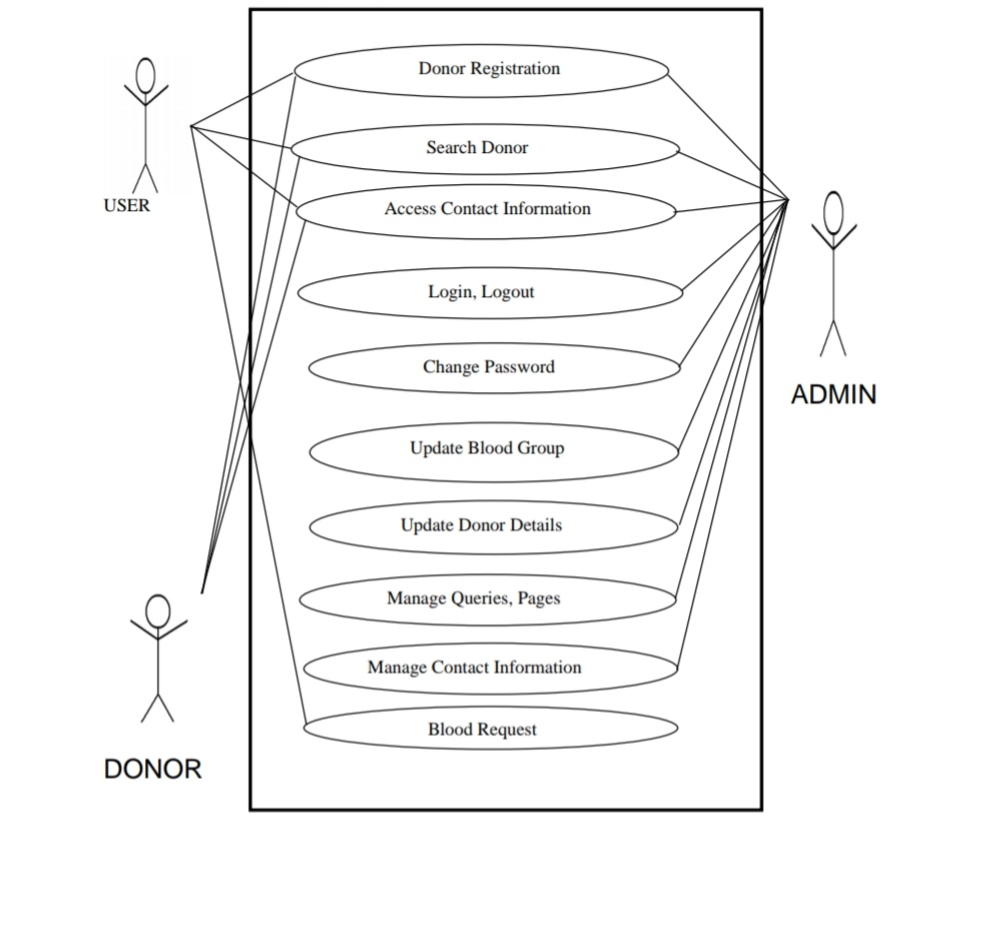 Donor Registration
Search Donor
USER
Access Contact Information
Login, Logout
Change Password
ADMIN
Update Blood Group
Update Donor Details
Manage Queries, Pages
Manage Contact Information
Blood Request
DONOR